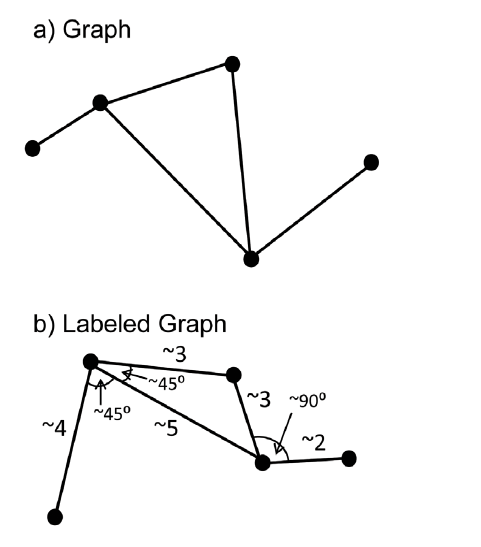 a) Graph
b) Labeled Graph
~3
~45º
~45º
~3
~90º
~4
~5
~2